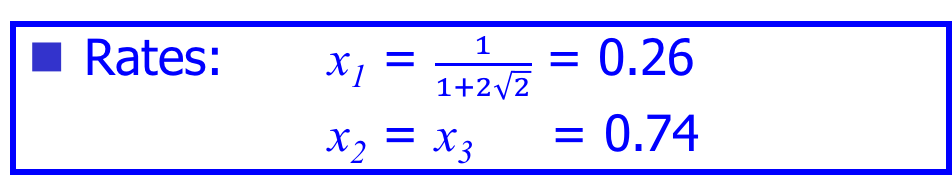 ■ Rates: x₁ = 1/(1+2√2) = 0.26
x₂ = x₃ = 0.74